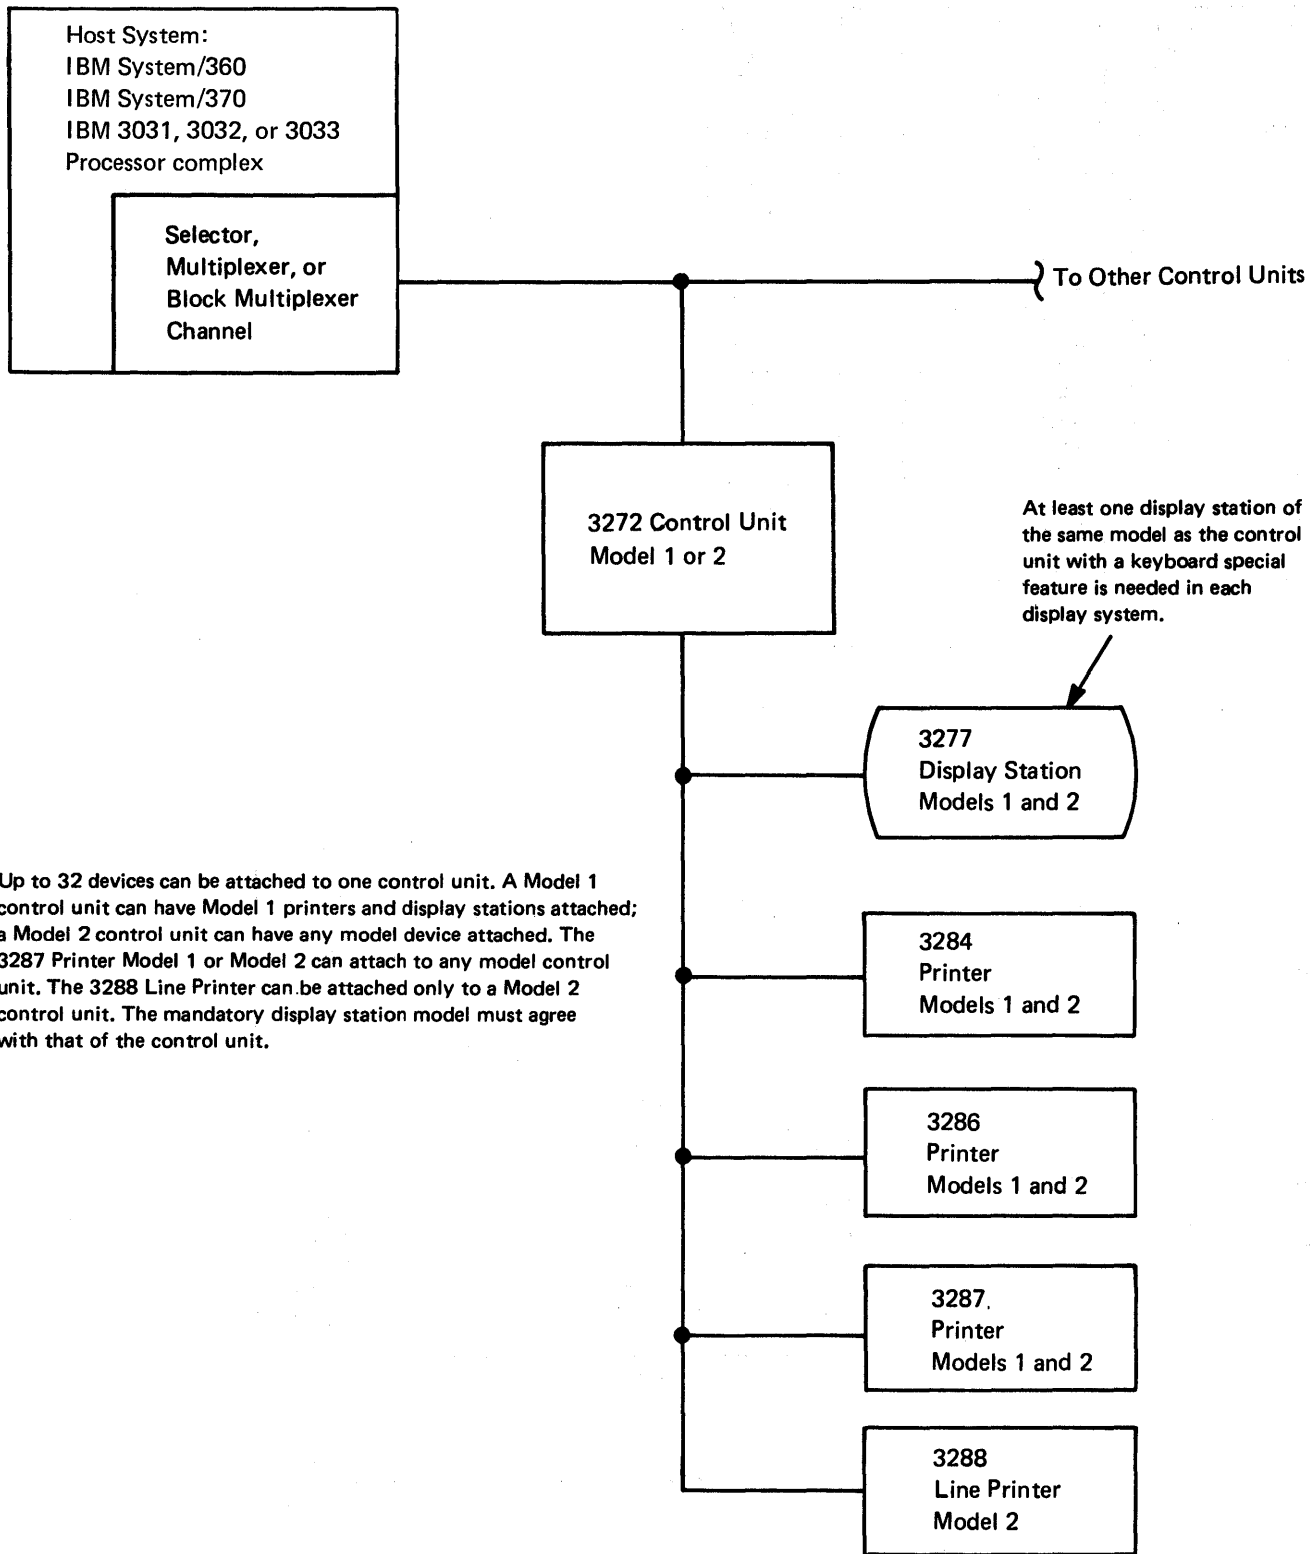 Host System:
IBM System/360
IBM System/370
IBM 3031, 3032, or 3033
Processor complex
Selector,
Multiplexer, or
Block Multiplexer
Channel
To Other Control Units
3272 Control Unit
Model 1 or 2
At least one display station of
the same model as the control
unit with a keyboard special
feature is needed in each
display system.
3277
Display Station
Models 1 and 2
Up to 32 devices can be attached to one control unit. A Model 1
control unit can have Model 1 printers and display stations attached;
a Model 2 control unit can have any model device attached. The
3287 Printer Model 1 or Model 2 can attach to any model control
unit. The 3288 Line Printer can be attached only to a Model 2
control unit. The mandatory display station model must agree
with that of the control unit.
3284
Printer
Models 1 and 2
3286
Printer
Models 1 and 2
3287
Printer
Models 1 and 2
3288
Line Printer
Model 2